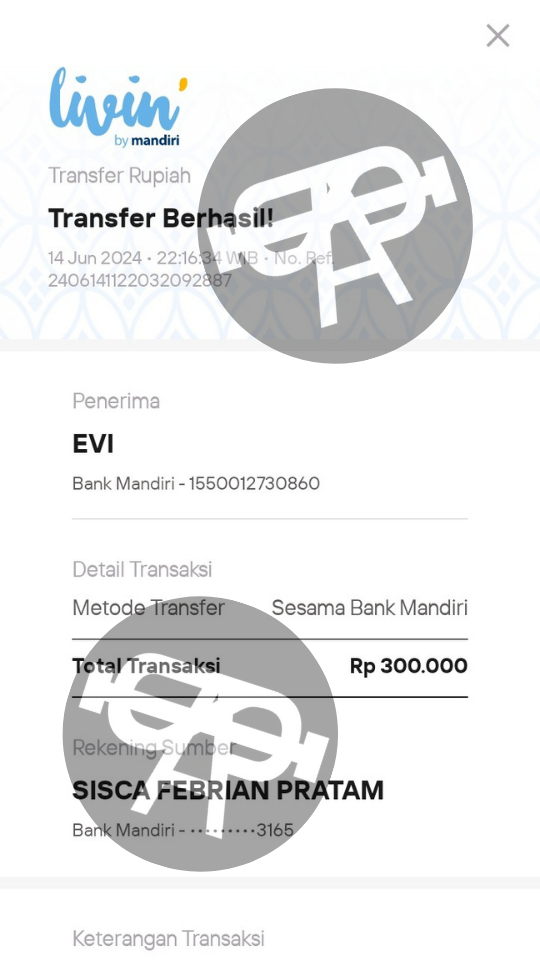 livin'
by mandiri
Transfer Rupiah
Transfer Berhasil!
14 Jun 2024 • 22:16:34 WIB • No. Ref.
2406141122032092887
Penerima
EVI
Bank Mandiri - 1550012730860
Detail Transaksi
Metode Transfer Sesama Bank Mandiri
Total Transaksi Rp 300.000
Rekening Sumber
SISCA FEBRIAN PRATAM
Bank Mandiri - •••••••••3165
Keterangan Transaksi